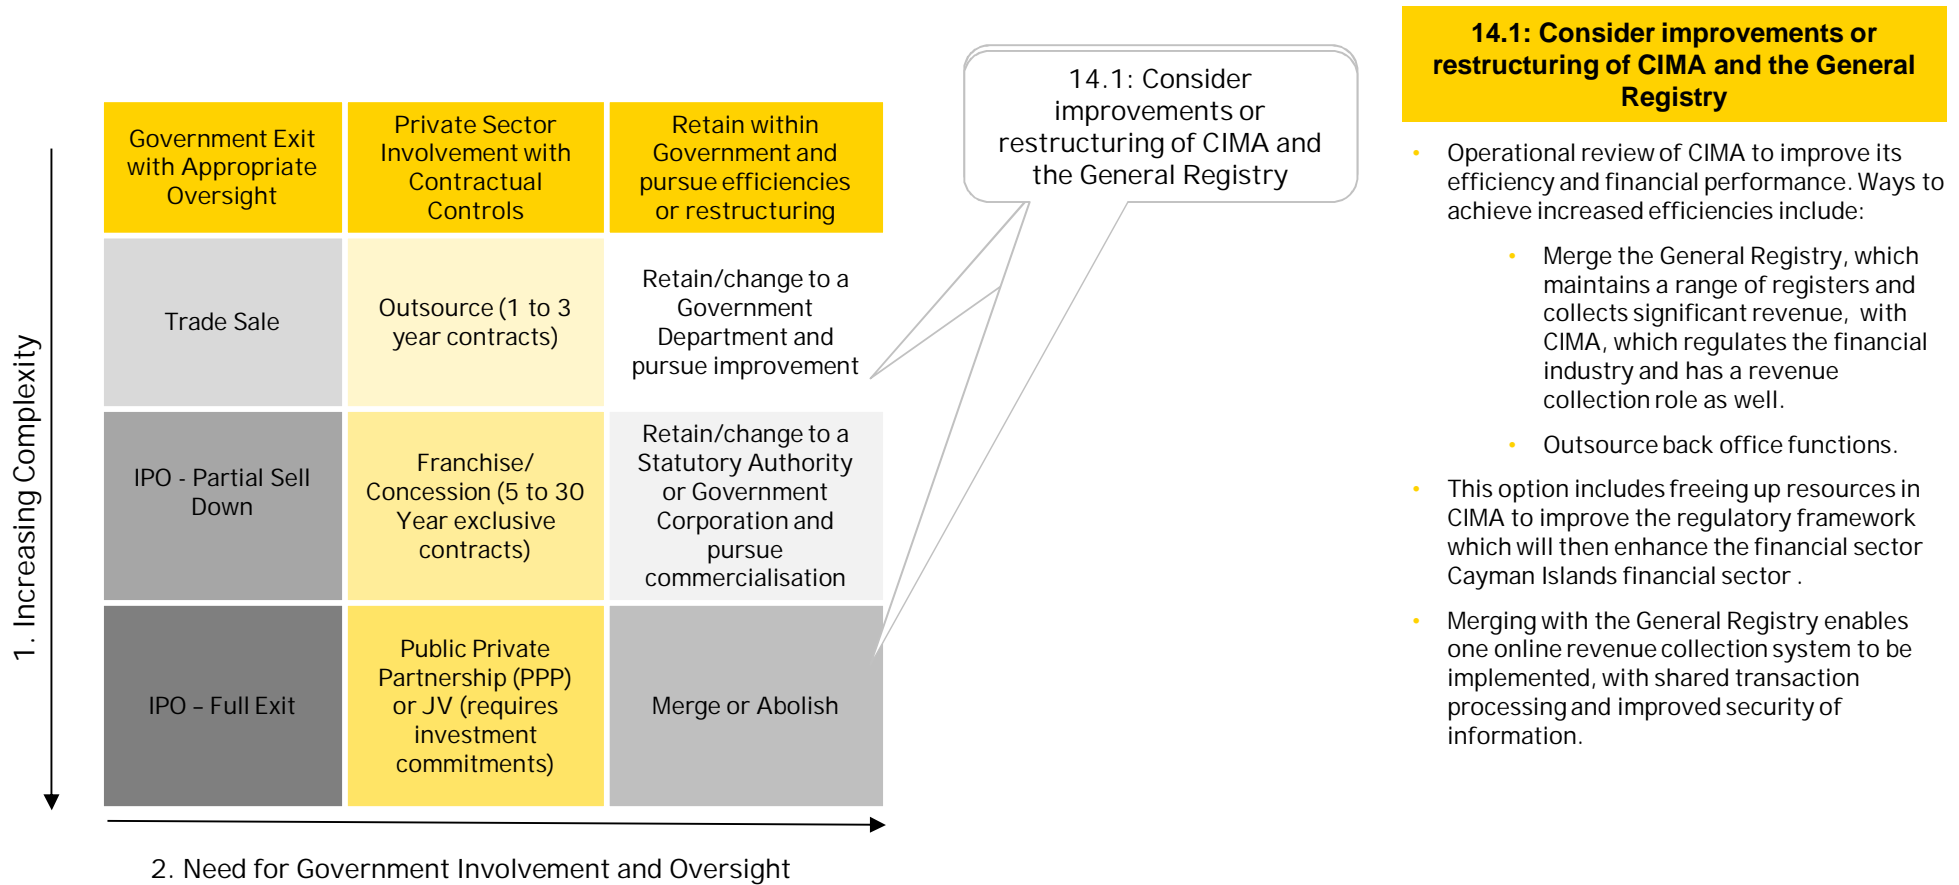 1. Increasing Complexity
Government Exit
with Appropriate
Oversight
Private Sector
Involvement with
Contractual
Controls
Retain within
Government and
pursue efficiencies
or restructuring
Trade Sale
Outsource (1 to 3
year contracts)
Retain/change to a
Government
Department and
pursue improvement
IPO - Partial Sell
Down
Franchise/
Concession (5 to 30
Year exclusive
contracts)
Retain/change to a
Statutory Authority
or Government
Corporation and
pursue
commercialisation
IPO – Full Exit
Public Private
Partnership (PPP)
or JV (requires
investment
commitments)
Merge or Abolish
2. Need for Government Involvement and Oversight
14.1: Consider
improvements or
restructuring of CIMA and
the General Registry
14.1: Consider improvements or
restructuring of CIMA and the General
Registry
• Operational review of CIMA to improve its
efficiency and financial performance. Ways to
achieve increased efficiencies include:
• Merge the General Registry, which
maintains a range of registers and
collects significant revenue, with
CIMA, which regulates the financial
industry and has a revenue
collection role as well.
• Outsource back office functions.
• This option includes freeing up resources in
CIMA to improve the regulatory framework
which will then enhance the financial sector
Cayman Islands financial sector .
• Merging with the General Registry enables
one online revenue collection system to be
implemented, with shared transaction
processing and improved security of
information.